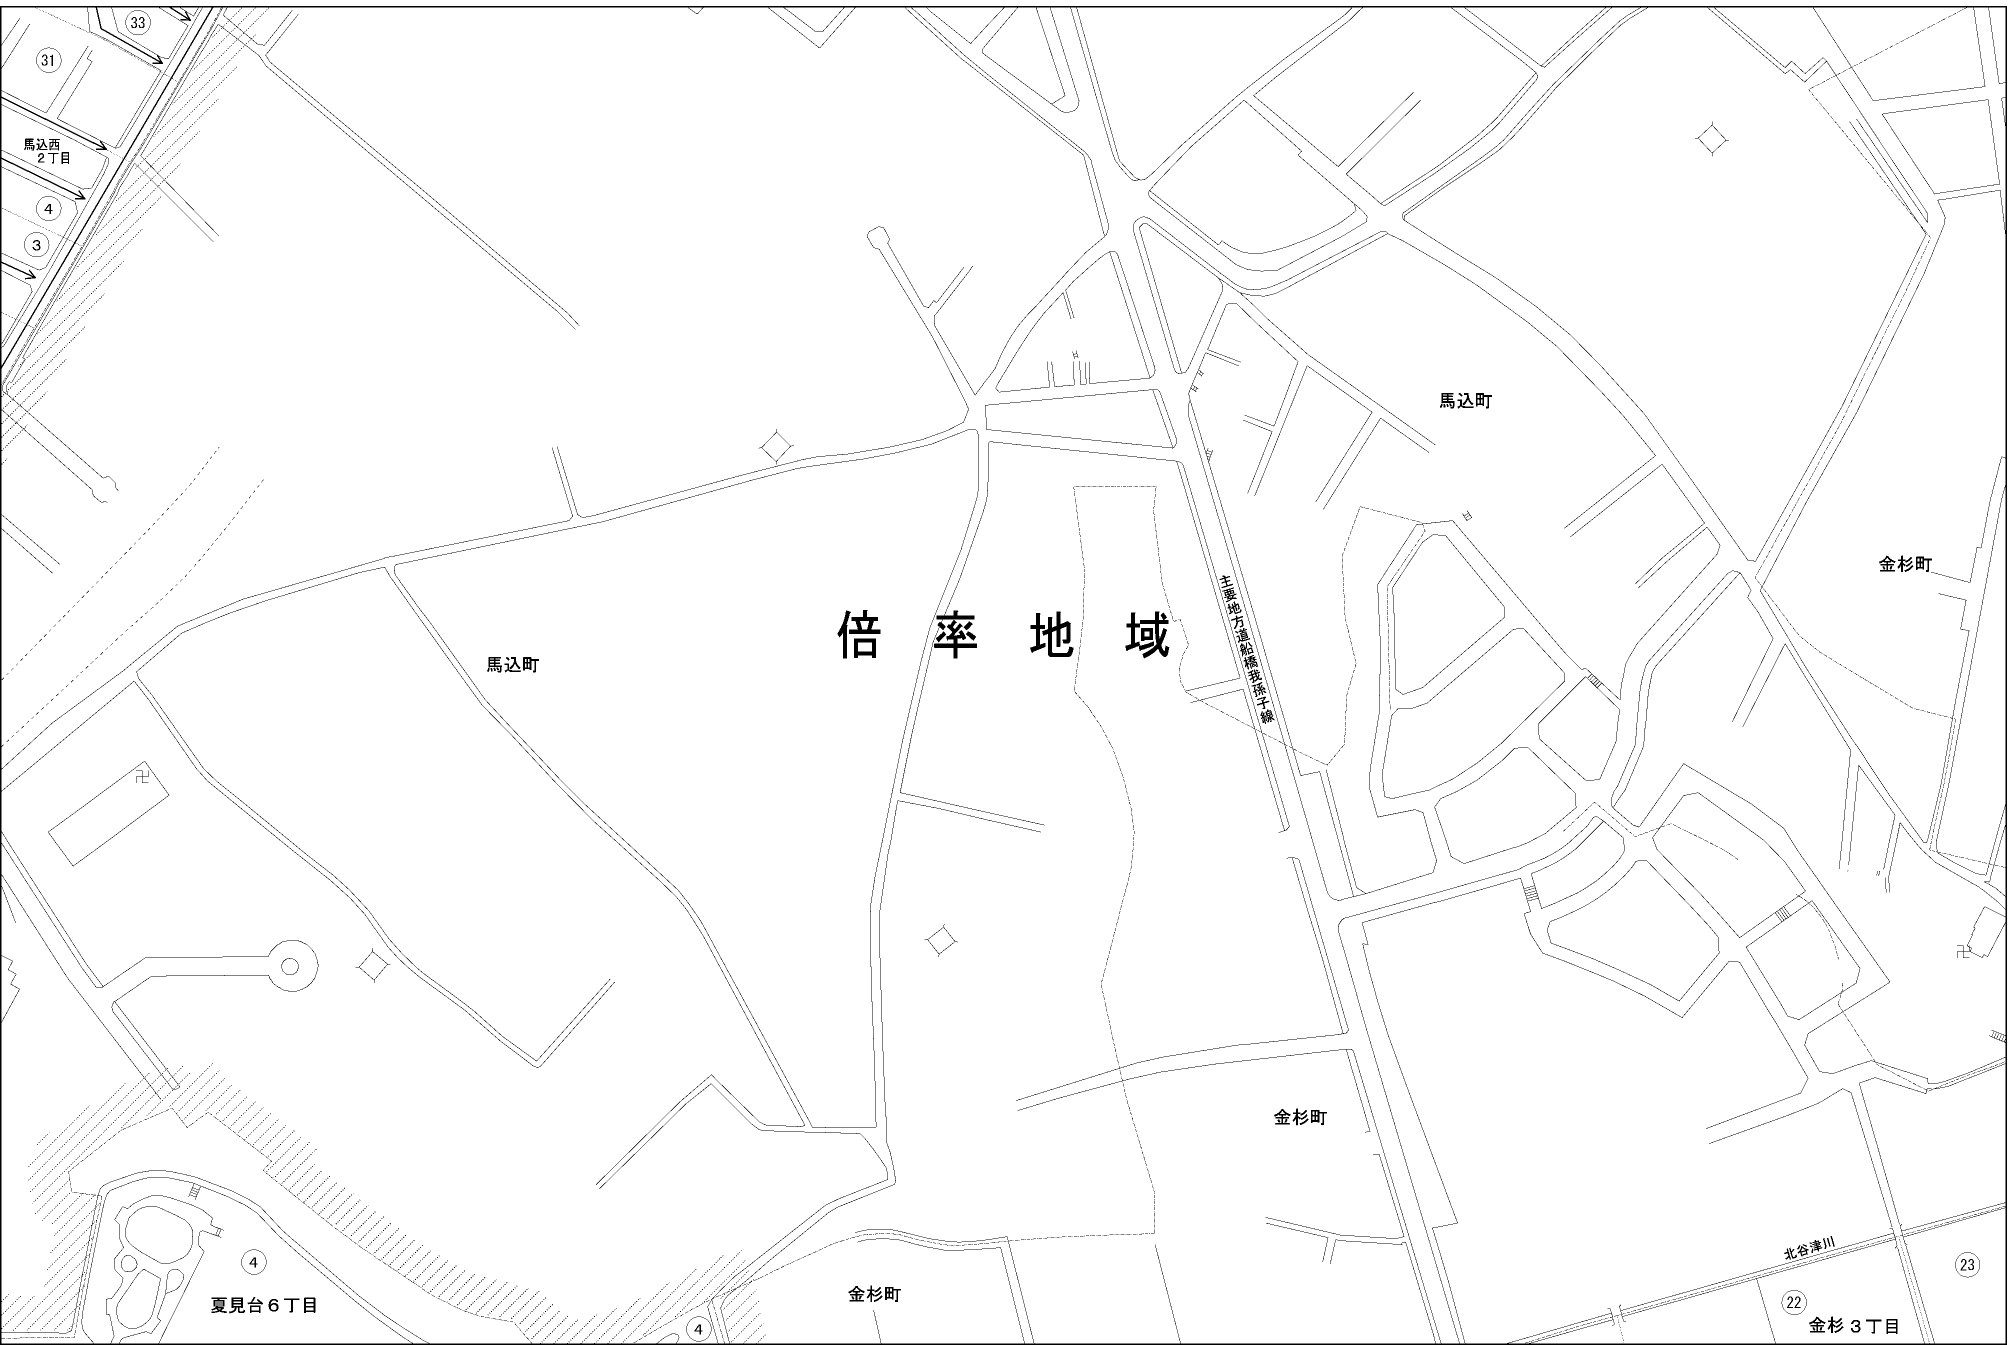 33
31
馬込西
2丁目
4
3
馬込町
金杉町
倍率地域
主要地方道船橋我孫子線
馬込町
金杉町
北谷津川
4
夏見台6丁目
金杉町
4
23
22
金杉3丁目